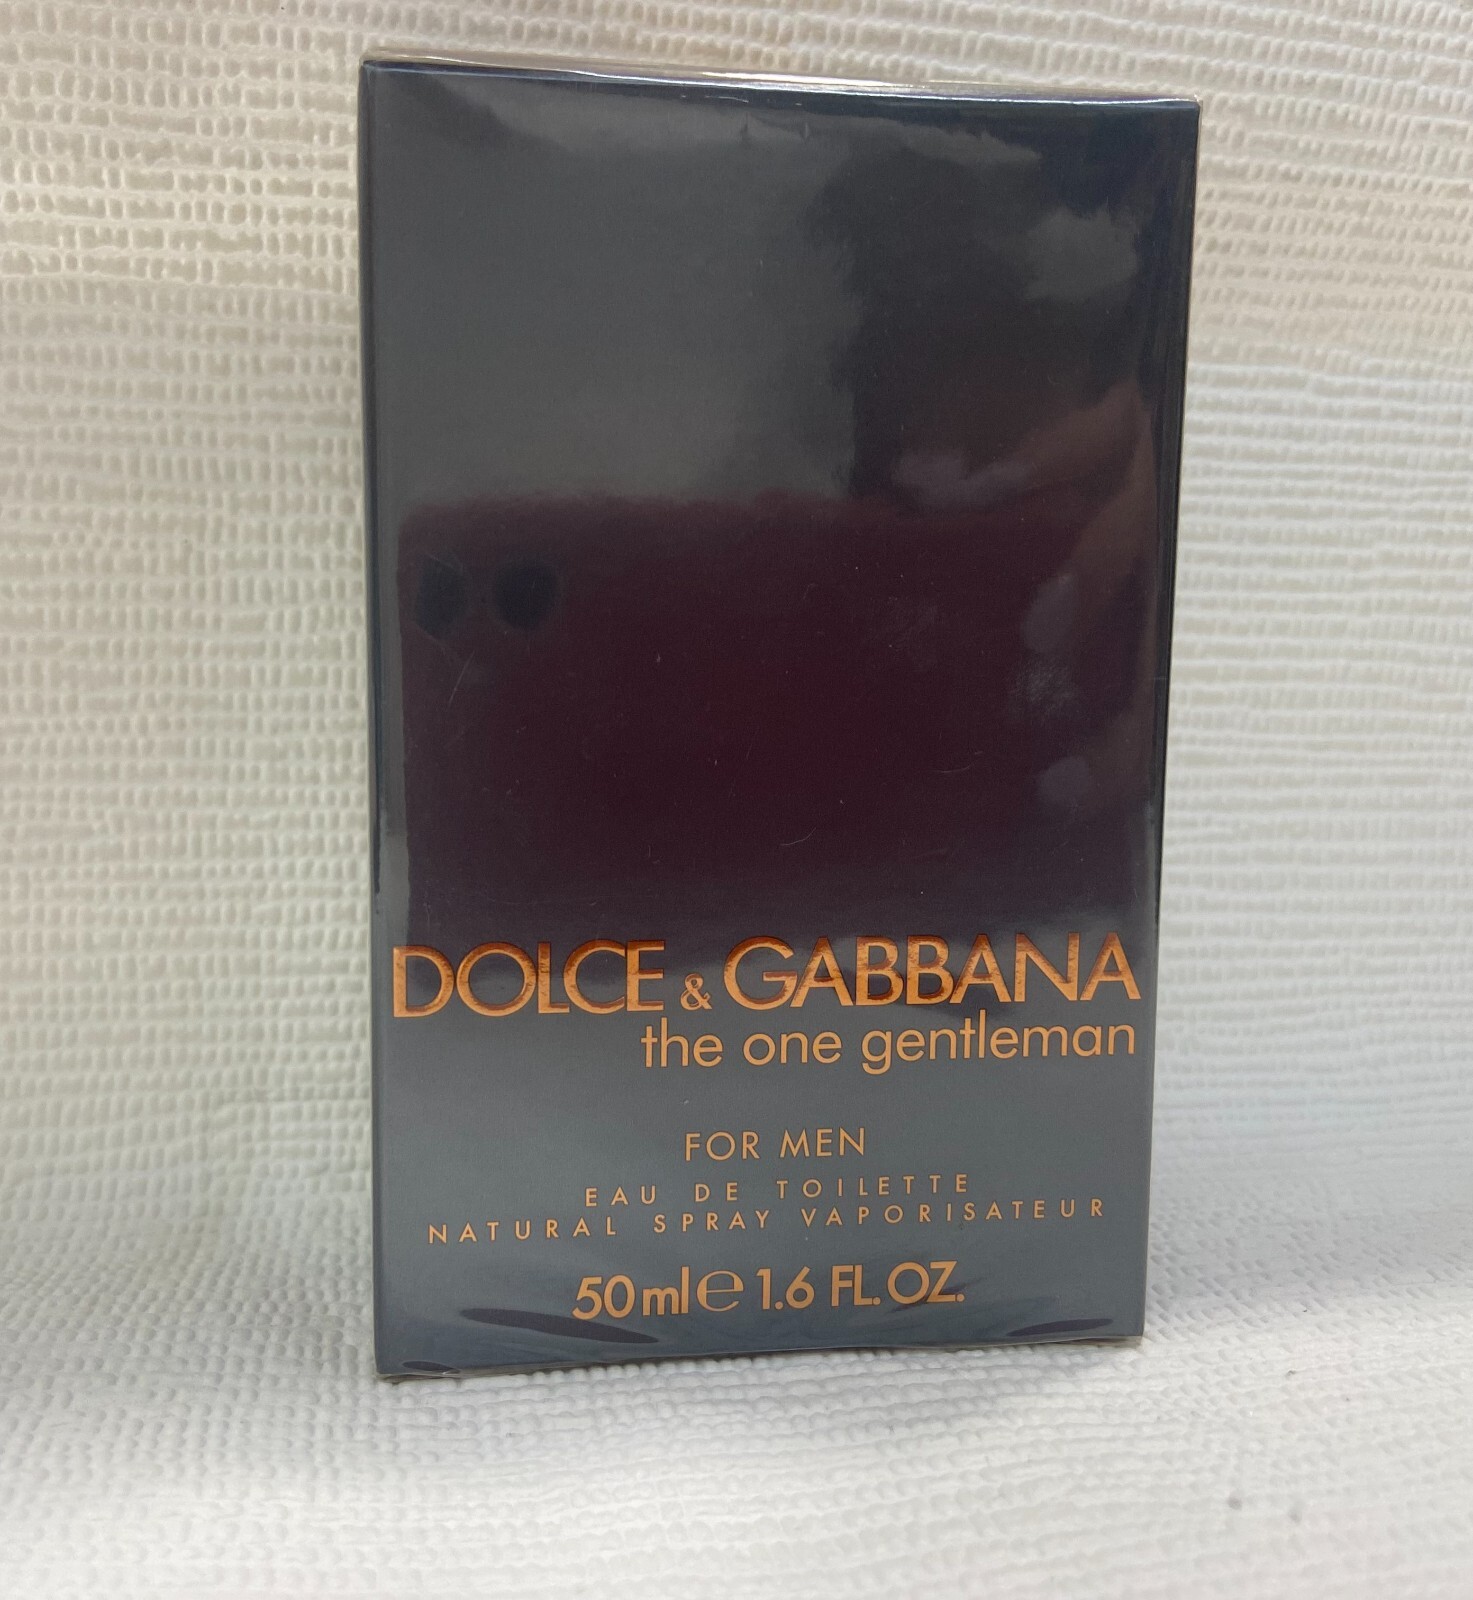 DOLCE & GABBANA
the one gentleman
FOR MEN
EAU DE TOILETTE
NATURAL SPRAY VAPORISATEUR
50ml℮ 1.6 FL. OZ.